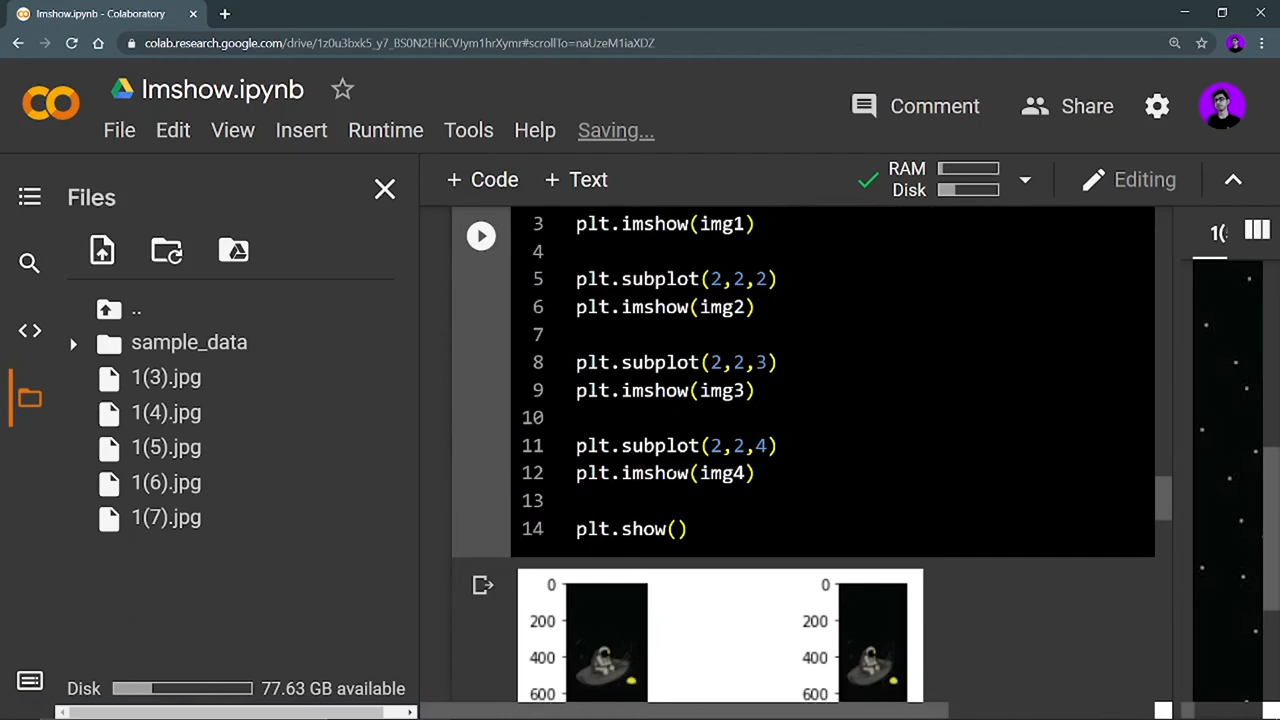 Imshow.ipynb - Colaboratory
colab.research.google.com/drive/1z0u3bxk5_y7_BS0N2EHiCVJym1hrXymr#scrollTo=naUzeM1iaXDZ
Imshow.ipynb
Comment
Share
File Edit View Insert Runtime Tools Help Saving...
Files
+ Code + Text
RAM
Disk
Editing
..
sample_data
1(3).jpg
1(4).jpg
1(5).jpg
1(6).jpg
1(7).jpg
Disk 77.63 GB available
3 plt.imshow(img1)
4
5 plt.subplot(2,2,2)
6 plt.imshow(img2)
7
8 plt.subplot(2,2,3)
9 plt.imshow(img3)
10
11 plt.subplot(2,2,4)
12 plt.imshow(img4)
13
14 plt.show()
0 0
200 200
400 400
600 600
1(